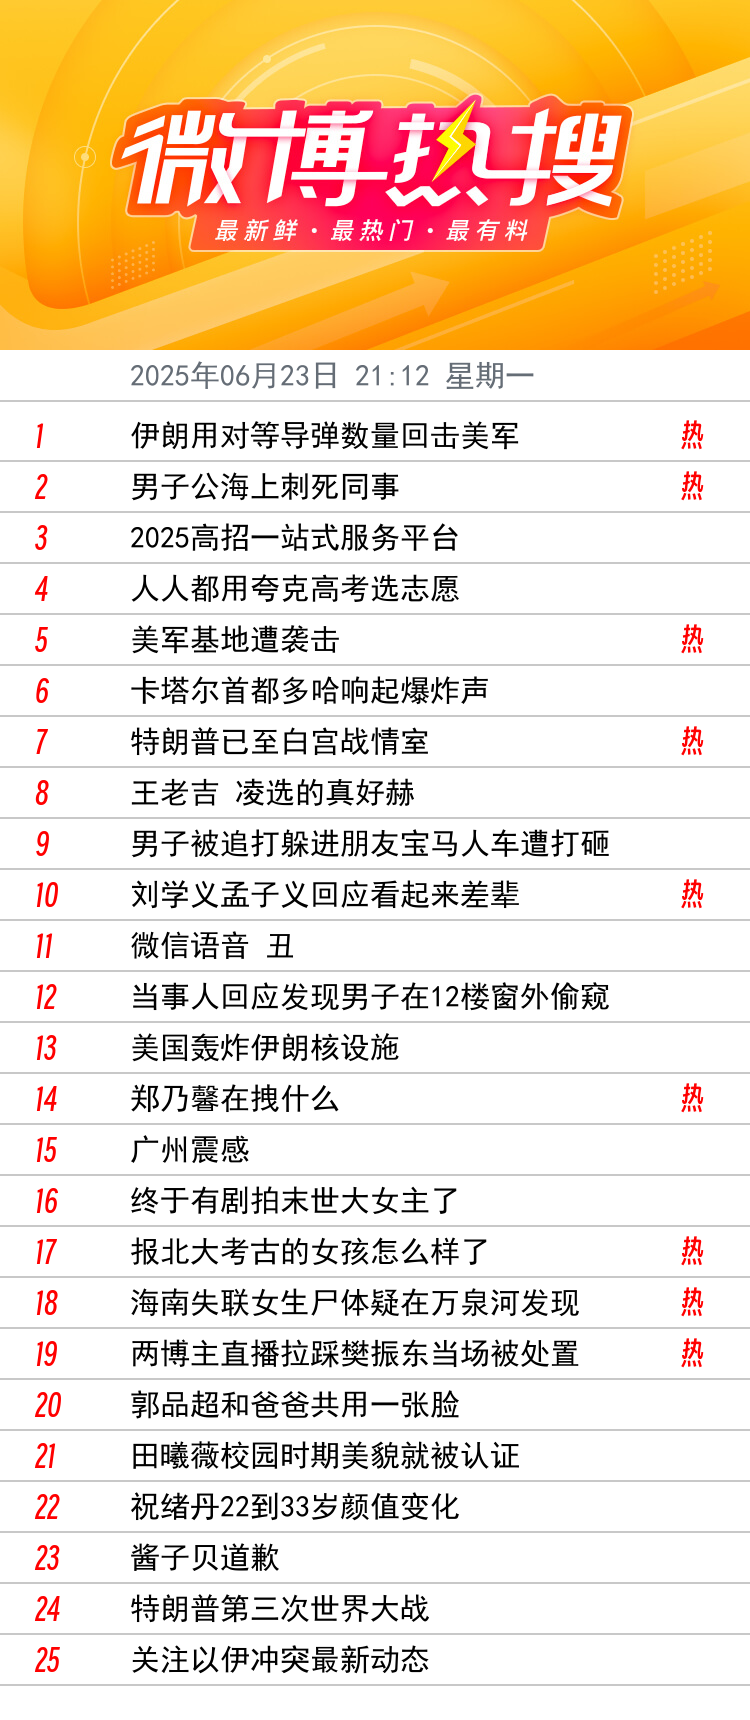 微博热搜
最新鲜·最热门·最有料
2025年06月23日 21:12 星期一
1 伊朗用对等导弹数量回击美军 热
2 男子公海上刺死同事 热
3 2025高招一站式服务平台
4 人人都用夸克高考选志愿
5 美军基地遭袭击 热
6 卡塔尔首都多哈响起爆炸声
7 特朗普已至白宫战情室 热
8 王老吉 凌选的真好赫
9 男子被追打躲进朋友宝马人车遭打砸
10 刘学义孟子义回应看起来差辈 热
11 微信语音 丑
12 当事人回应发现男子在12楼窗外偷窥
13 美国轰炸伊朗核设施
14 郑乃馨在拽什么 热
15 广州震感
16 终于有剧拍末世大女主了
17 报北大考古的女孩怎么样了 热
18 海南失联女生尸体疑在万泉河发现 热
19 两博主直播拉踩樊振东当场被处置 热
20 郭品超和爸爸共用一张脸
21 田曦薇校园时期美貌就被认证
22 祝绪丹22到33岁颜值变化
23 酱子贝道歉
24 特朗普第三次世界大战
25 关注以伊冲突最新动态